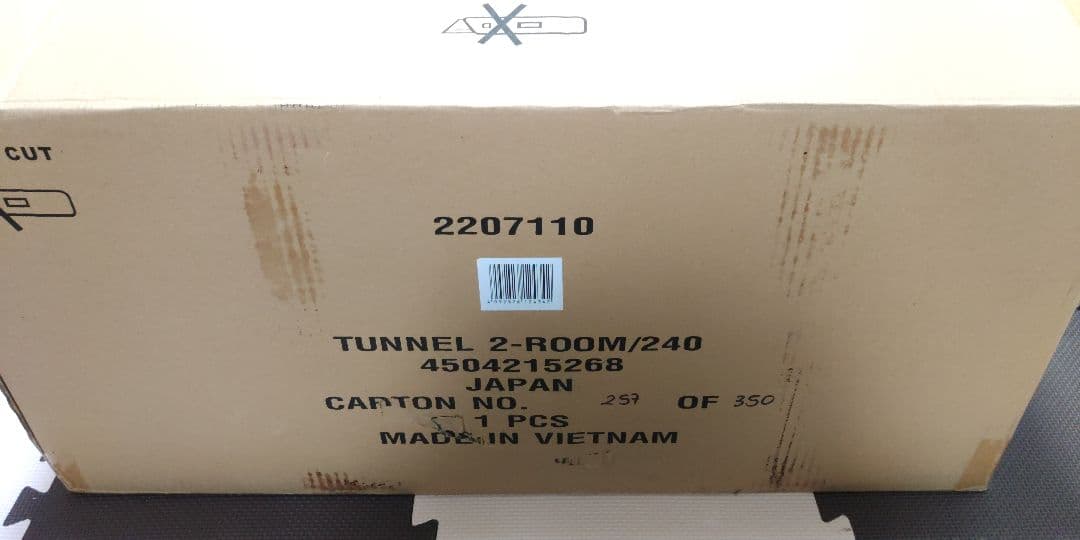 CUT
2207110
TUNNEL 2-ROOM/240
4504215268
JAPAN
CARTON NO. 257 OF 350
1 PCS
MADE IN VIETNAM